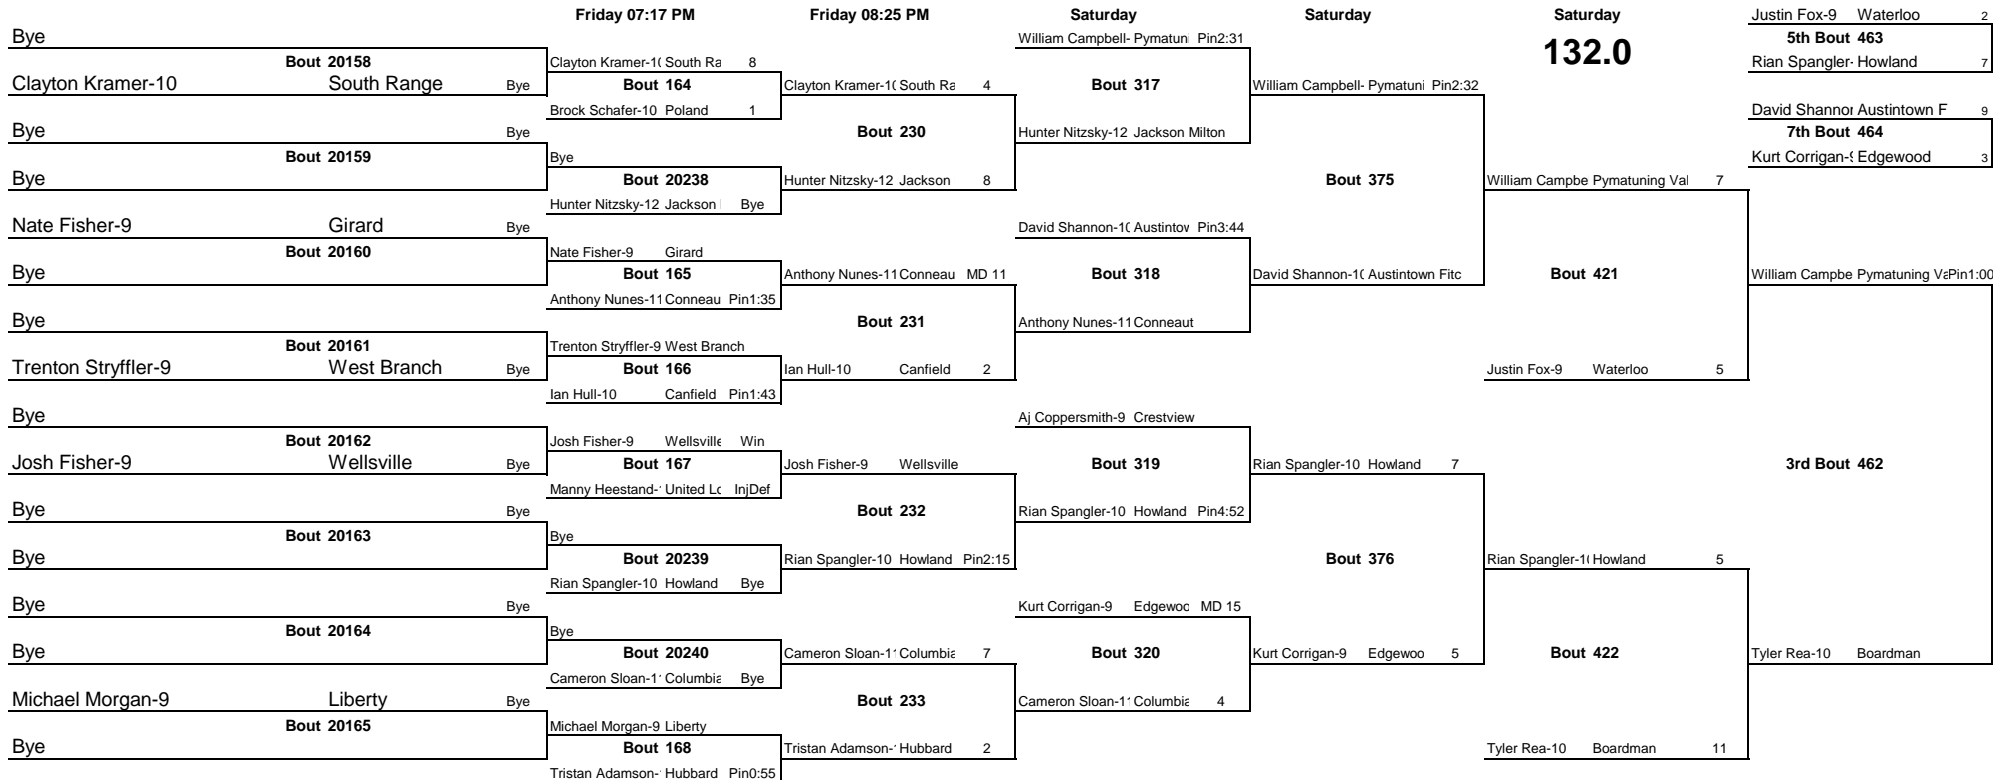 Friday 07:17 PM Friday 08:25 PM Saturday Saturday Saturday
132.0
Bye
Bout 20158
Clayton Kramer-10 South Range Bye
Bye Bye
Bout 20159
Bye
Nate Fisher-9 Girard Bye
Bout 20160
Bye
Bye
Bout 20161
Trenton Stryffler-9 West Branch Bye
Bye
Bout 20162
Josh Fisher-9 Wellsville Bye
Bye Bye
Bout 20163
Bye
Bye Bye
Bout 20164
Bye
Michael Morgan-9 Liberty Bye
Bout 20165
Bye
Clayton Kramer-1( South Ra 8
Bout 164
Brock Schafer-10 Poland 1
Bye
Bout 20238
Hunter Nitzsky-12 Jackson Bye
Nate Fisher-9 Girard
Bout 165
Anthony Nunes-11 Conneau Pin1:35
Trenton Stryffler-9 West Branch
Bout 166
Ian Hull-10 Canfield Pin1:43
Josh Fisher-9 Wellsville Win
Bout 167
Manny Heestand- United Lo InjDef
Bye
Bout 20239
Rian Spangler-10 Howland Bye
Bye
Bout 20240
Cameron Sloan-1 Columbia Bye
Michael Morgan-9 Liberty
Bout 168
Tristan Adamson- Hubbard Pin0:55
Clayton Kramer-1( South Ra 4
Bout 230
Hunter Nitzsky-12 Jackson 8
Anthony Nunes-11 Conneau MD 11
Bout 231
Ian Hull-10 Canfield 2
Josh Fisher-9 Wellsville
Bout 232
Rian Spangler-10 Howland Pin2:15
Cameron Sloan-1 Columbia 7
Bout 233
Tristan Adamson- Hubbard 2
William Campbell- Pymatuni Pin2:31
Bout 317
Hunter Nitzsky-12 Jackson Milton
David Shannon-1( Austintov Pin3:44
Bout 318
Anthony Nunes-11 Conneaut
Aj Coppersmith-9 Crestview
Bout 319
Rian Spangler-10 Howland Pin4:52
Kurt Corrigan-9 Edgewoo MD 15
Bout 320
Cameron Sloan-1 Columbia 4
William Campbell- Pymatuni Pin2:32
Bout 375
David Shannon-1( Austintown Fitc
Rian Spangler-10 Howland 7
Bout 376
Kurt Corrigan-9 Edgewoo 5
William Campbe Pymatuning Val 7
Bout 421
Justin Fox-9 Waterloo 5
Rian Spangler-1( Howland 5
Bout 422
Tyler Rea-10 Boardman 11
William Campbe Pymatuning Va Pin1:00
3rd Bout 462
Tyler Rea-10 Boardman
Justin Fox-9 Waterloo 2
5th Bout 463
Rian Spangler- Howland 7
David Shannon Austintown F 9
7th Bout 464
Kurt Corrigan-9 Edgewood 3